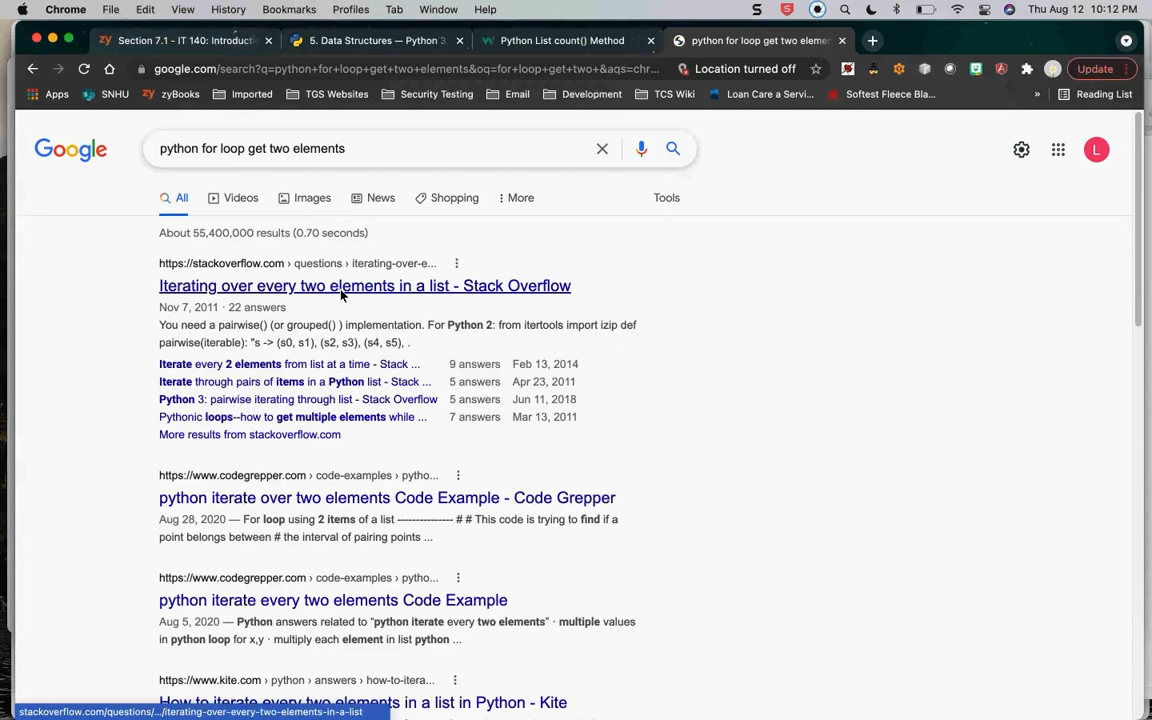 Chrome File Edit View History Bookmarks Profiles Tab Window Help Thu Aug 12 10:12 PM
Section 7.1 - IT 140: Introducti 5. Data Structures — Python 3 Python List count() Method python for loop get two elemen
google.com/search?q=python+for+loop+get+two+elements&oq=for+loop+get+two+&aqs=chr... Location turned off Update
Apps SNHU zyBooks Imported TGS Websites Security Testing Email Development TCS Wiki Loan Care a Servic... Softest Fleece Bla... » Reading List
Google python for loop get two elements L
All Videos Images News Shopping More Tools
About 55,400,000 results (0.70 seconds)
https://stackoverflow.com › questions › iterating-over-e...
Iterating over every two elements in a list - Stack Overflow
Nov 7, 2011 · 22 answers
You need a pairwise() (or grouped() ) implementation. For Python 2: from itertools import izip def
pairwise(iterable): "s -> (s0, s1), (s2, s3), (s4, s5), .
Iterate every 2 elements from list at a time - Stack ... 9 answers Feb 13, 2014
Iterate through pairs of items in a Python list - Stack ... 5 answers Apr 23, 2011
Python 3: pairwise iterating through list - Stack Overflow 5 answers Jun 11, 2018
Pythonic loops--how to get multiple elements while ... 7 answers Mar 13, 2011
More results from stackoverflow.com
https://www.codegrepper.com › code-examples › pytho...
python iterate over two elements Code Example - Code Grepper
Aug 28, 2020 — For loop using 2 items of a list --------------- # # This code is trying to find if a
point belongs between # the interval of pairing points ...
https://www.codegrepper.com › code-examples › pytho...
python iterate every two elements Code Example
Aug 5, 2020 — Python answers related to “python iterate every two elements” · multiple values
in python loop for x,y · multiply each element in list python ...
https://www.kite.com › python › answers › how-to-itera...
How to iterate every two elements in a list in Python - Kite
stackoverflow.com/questions/.../iterating-over-every-two-elements-in-a-list